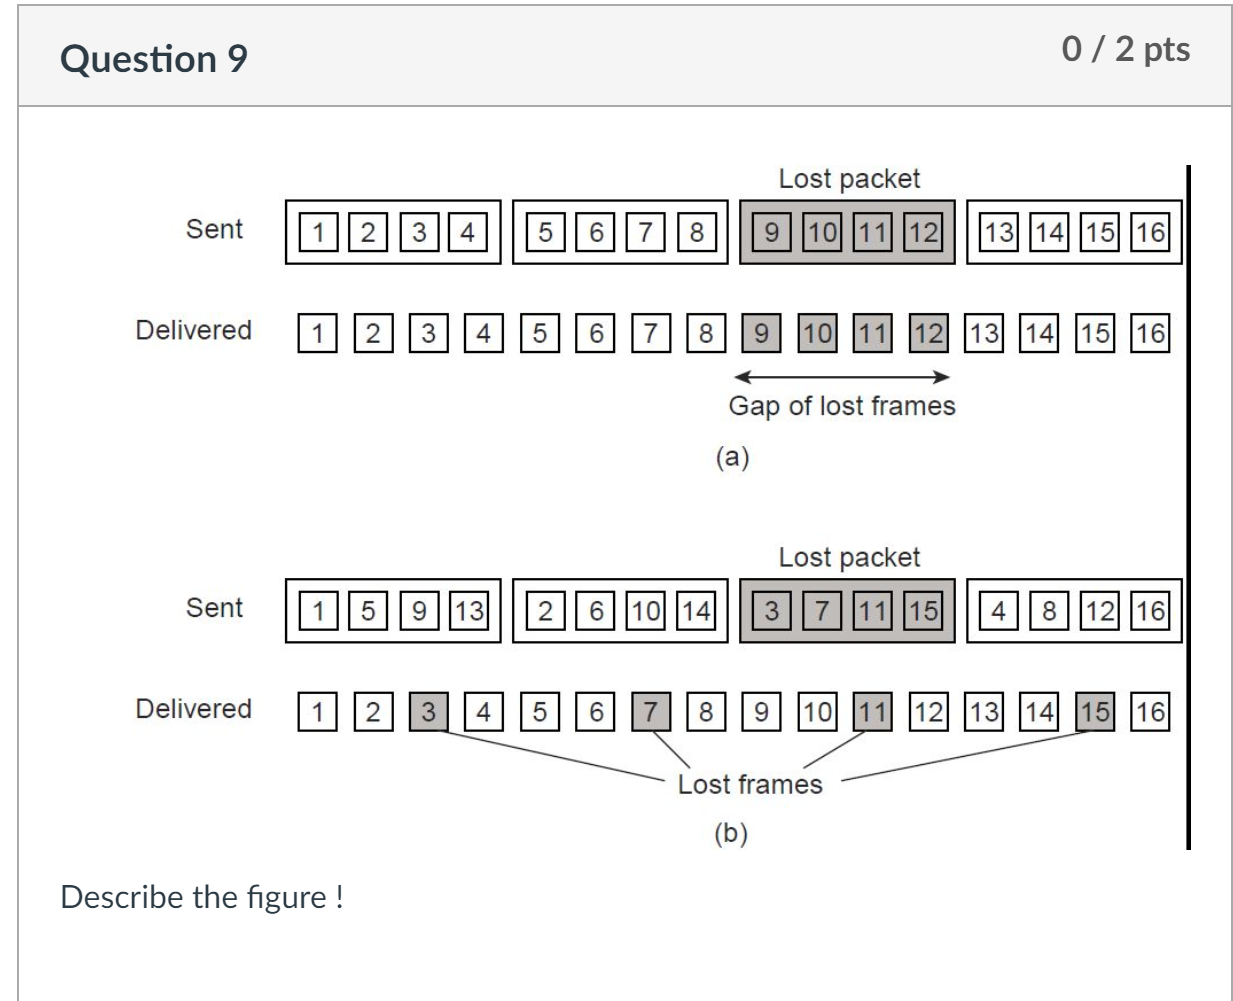 Question 9
0 / 2 pts
Lost packet
Sent 1 2 3 4 5 6 7 8 9 10 11 12 13 14 15 16
Delivered 1 2 3 4 5 6 7 8 9 10 11 12 13 14 15 16
Gap of lost frames
(a)
Lost packet
Sent 1 5 9 13 2 6 10 14 3 7 11 15 4 8 12 16
Delivered 1 2 3 4 5 6 7 8 9 10 11 12 13 14 15 16
Lost frames
(b)
Describe the figure !